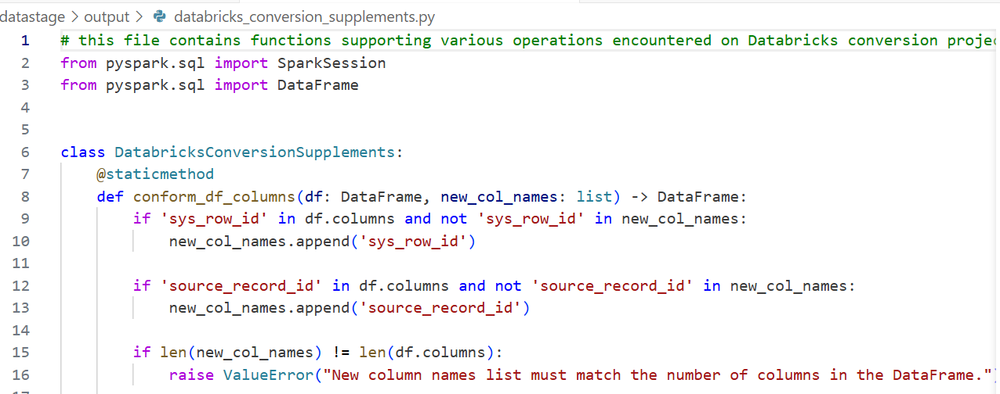 datastage > output > databricks_conversion_supplements.py
1 # this file contains functions supporting various operations encountered on Databricks conversion
2 from pyspark.sql import SparkSession
3 from pyspark.sql import DataFrame
4
5
6 class DatabricksConversionSupplements:
7     @staticmethod
8     def conform_df_columns(df: DataFrame, new_col_names: list) -> DataFrame:
9         if 'sys_row_id' in df.columns and not 'sys_row_id' in new_col_names:
10             new_col_names.append('sys_row_id')
11
12         if 'source_record_id' in df.columns and not 'source_record_id' in new_col_names:
13             new_col_names.append('source_record_id')
14
15         if len(new_col_names) != len(df.columns):
16             raise ValueError("New column names list must match the number of columns in the DataFrame.")